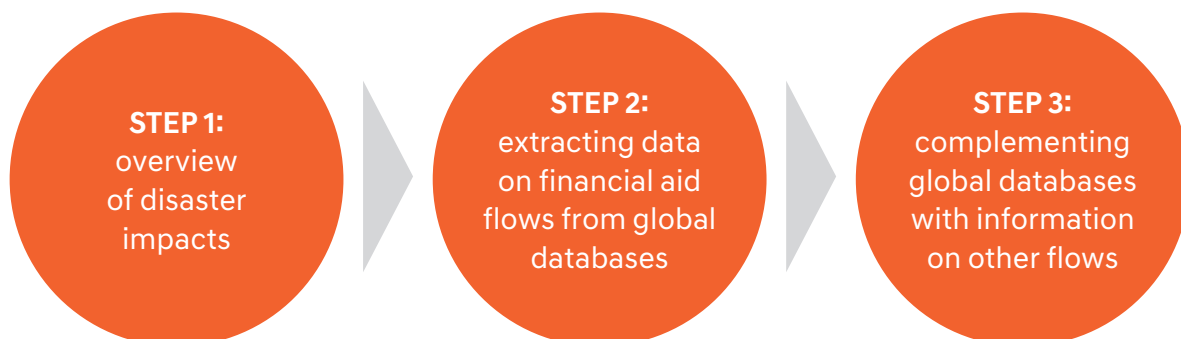 STEP 1:
overview
of disaster
impacts
STEP 2:
extracting data
on financial aid
flows from global
databases
STEP 3:
complementing
global databases
with information
on other flows